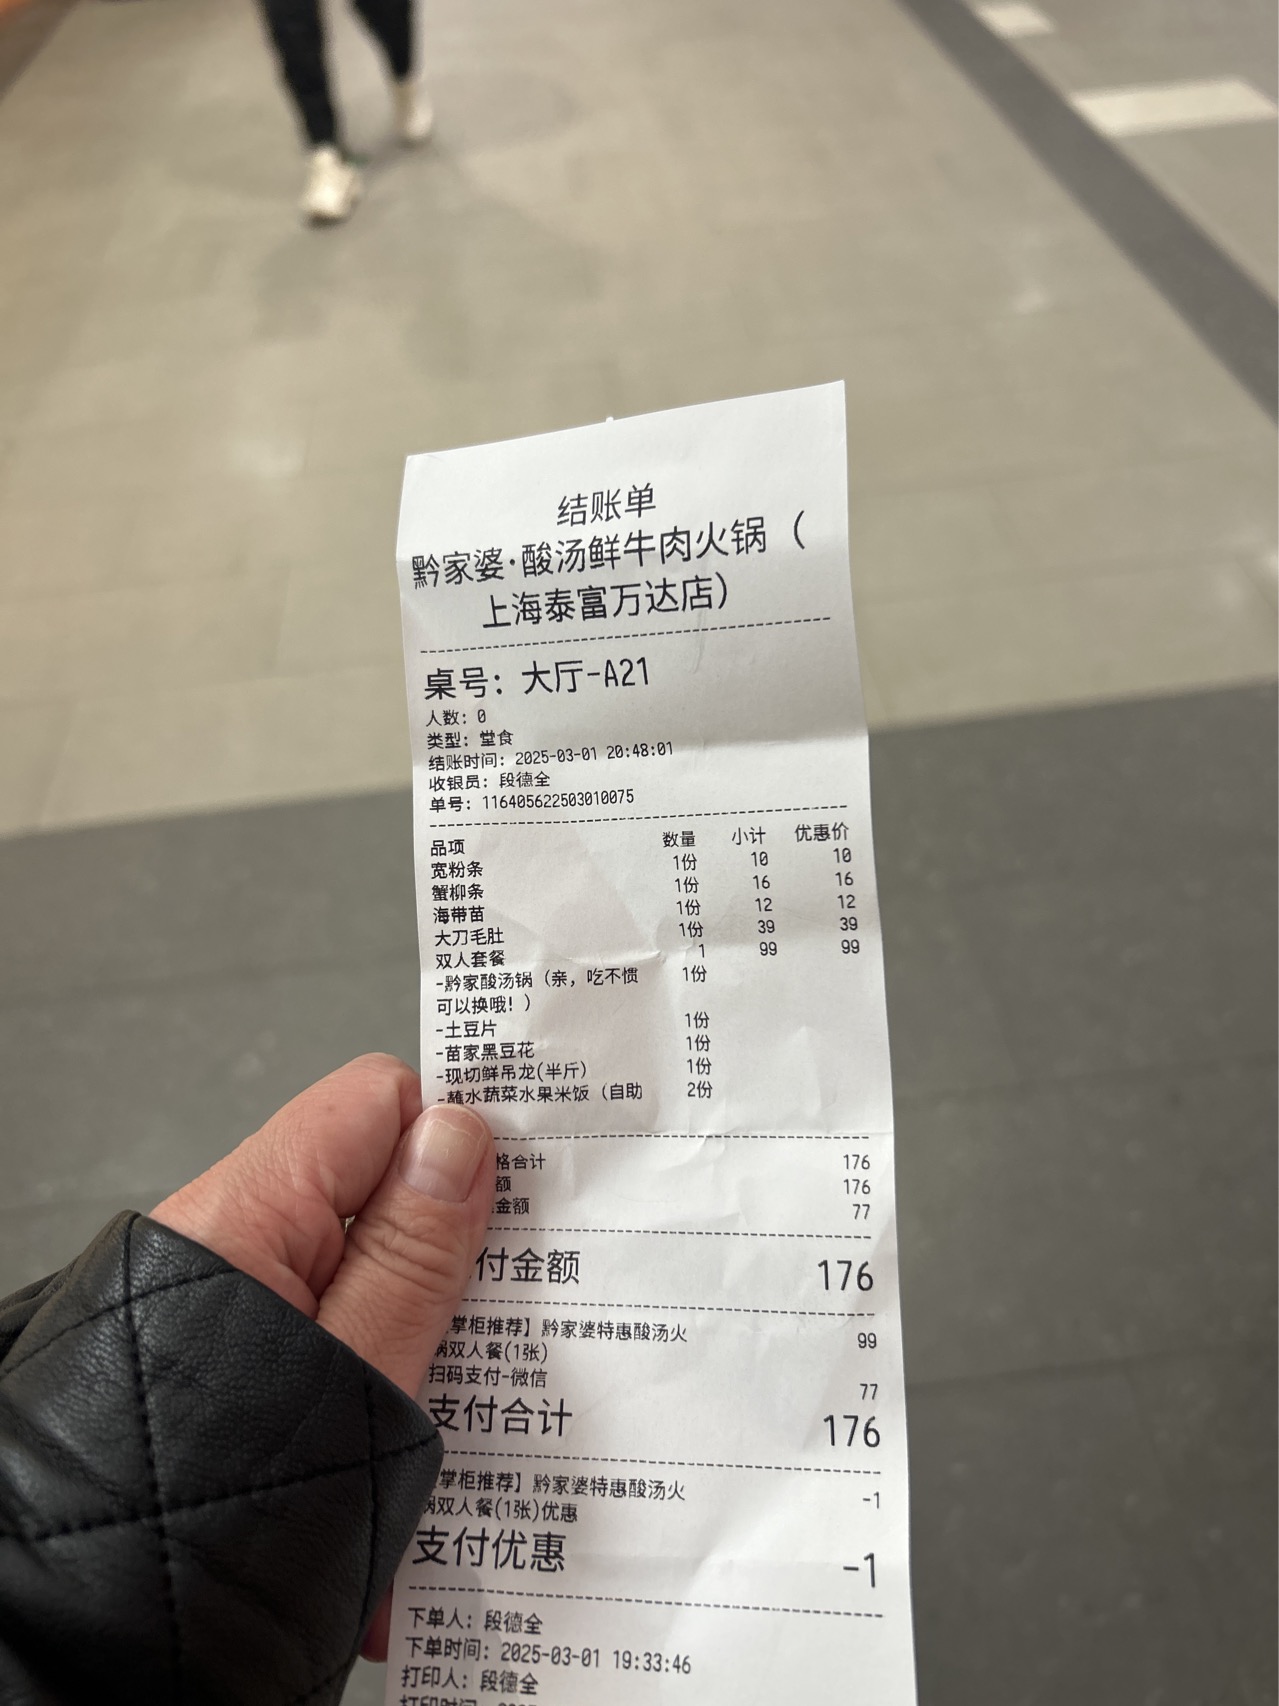 结账单
黔家婆·酸汤鲜牛肉火锅（
上海泰富万达店）
桌号：大厅-A21
人数：0
类型：堂食
结账时间：2025-03-01 20:48:01
收银员：段德全
单号：116405622503010075
品项 数量 小计 优惠价
宽粉条 1份 10 10
蟹柳条 1份 16 16
海带苗 1份 12 12
大刀毛肚 1份 39 39
双人套餐 1 99 99
-黔家酸汤锅（亲，吃不惯 1份
可以换哦！）
-土豆片 1份
-苗家黑豆花 1份
-现切鲜吊龙(半斤) 1份
-蘸水蔬菜水果米饭（自助 2份
格合计 176
额 176
金额 77
付金额 176
掌柜推荐】黔家婆特惠酸汤火 99
锅双人餐(1张)
扫码支付-微信 77
支付合计 176
掌柜推荐】黔家婆特惠酸汤火 -1
锅双人餐(1张)优惠
支付优惠 -1
下单人：段德全
下单时间：2025-03-01 19:33:46
打印人：段德全